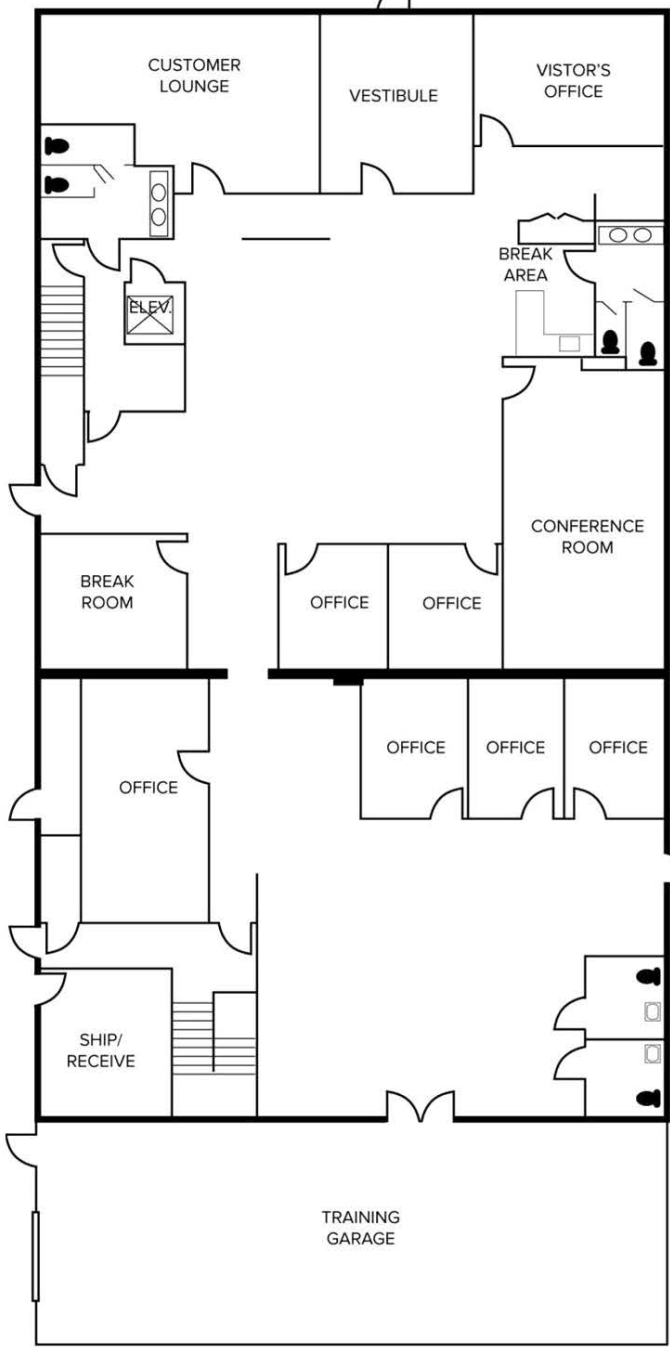 CUSTOMER
LOUNGE
VESTIBULE
VISTOR'S
OFFICE
BREAK
AREA
ELEV.
CONFERENCE
ROOM
BREAK
ROOM
OFFICE
OFFICE
OFFICE
OFFICE
OFFICE
OFFICE
SHIP/
RECEIVE
TRAINING
GARAGE